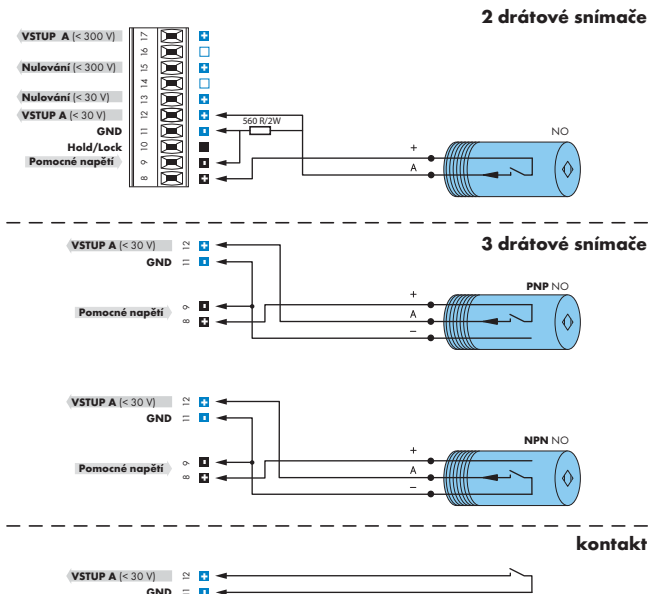 2 drátové snímače
VSTUP A (< 300 V) 17
16
Nulování (< 300 V) 15
14
Nulování (< 30 V) 13
VSTUP A (< 30 V) 12
GND 11
Hold/Lock 10
Pomocné napětí 9
8
560 R/2W
NO
+
A
3 drátové snímače
VSTUP A (< 30 V) 12
GND 11
Pomocné napětí 9
8
PNP NO
+
A
–
VSTUP A (< 30 V) 12
GND 11
Pomocné napětí 9
8
NPN NO
+
A
–
kontakt
VSTUP A (< 30 V) 12
GND 11